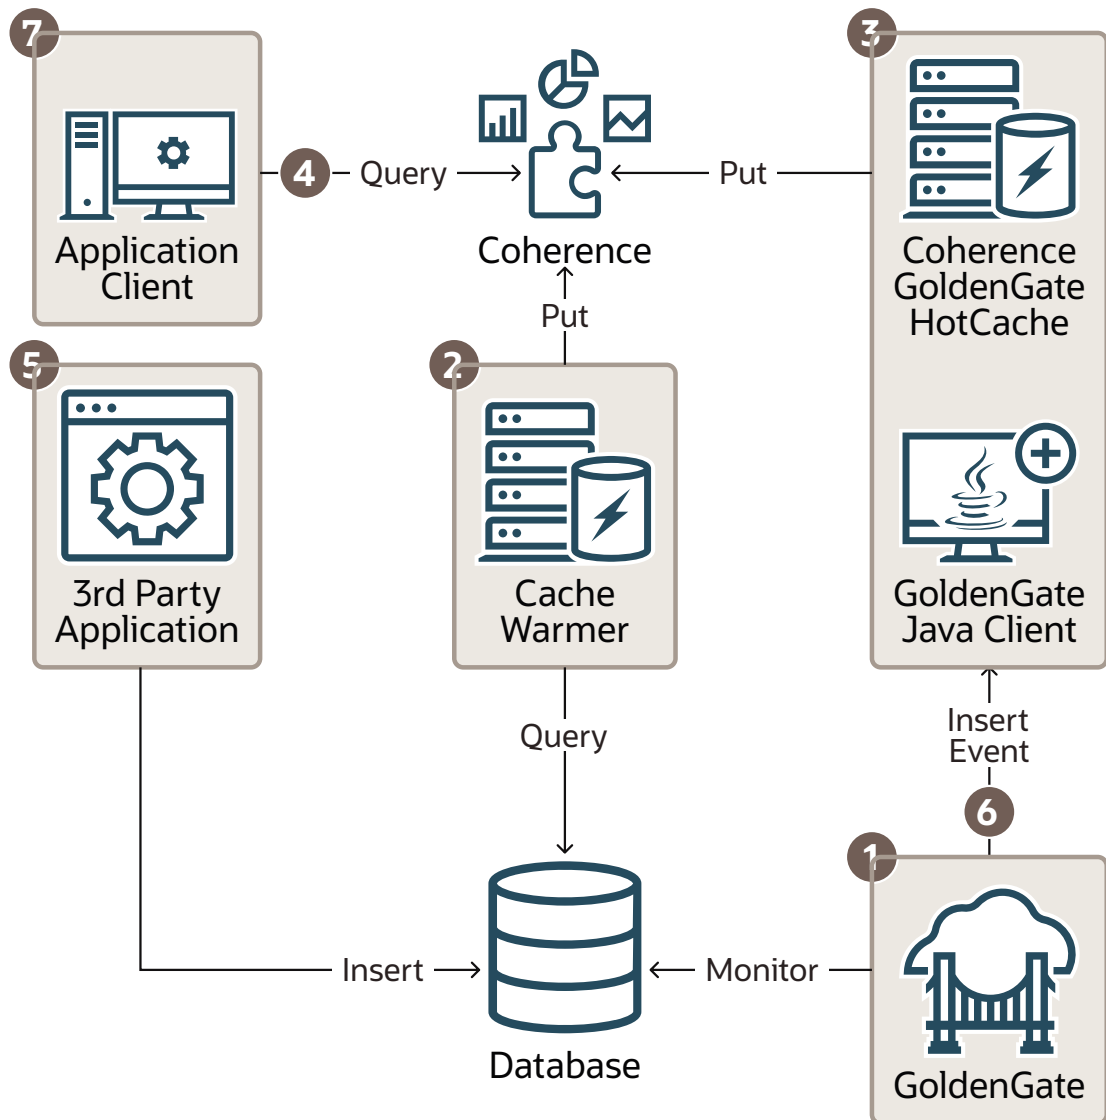 7
Application
Client
4
Query
Coherence
Put
3
Coherence
GoldenGate
HotCache
GoldenGate
Java Client
5
3rd Party
Application
Put
2
Cache
Warmer
Query
Insert
Event
6
1
Insert
Database
Monitor
GoldenGate